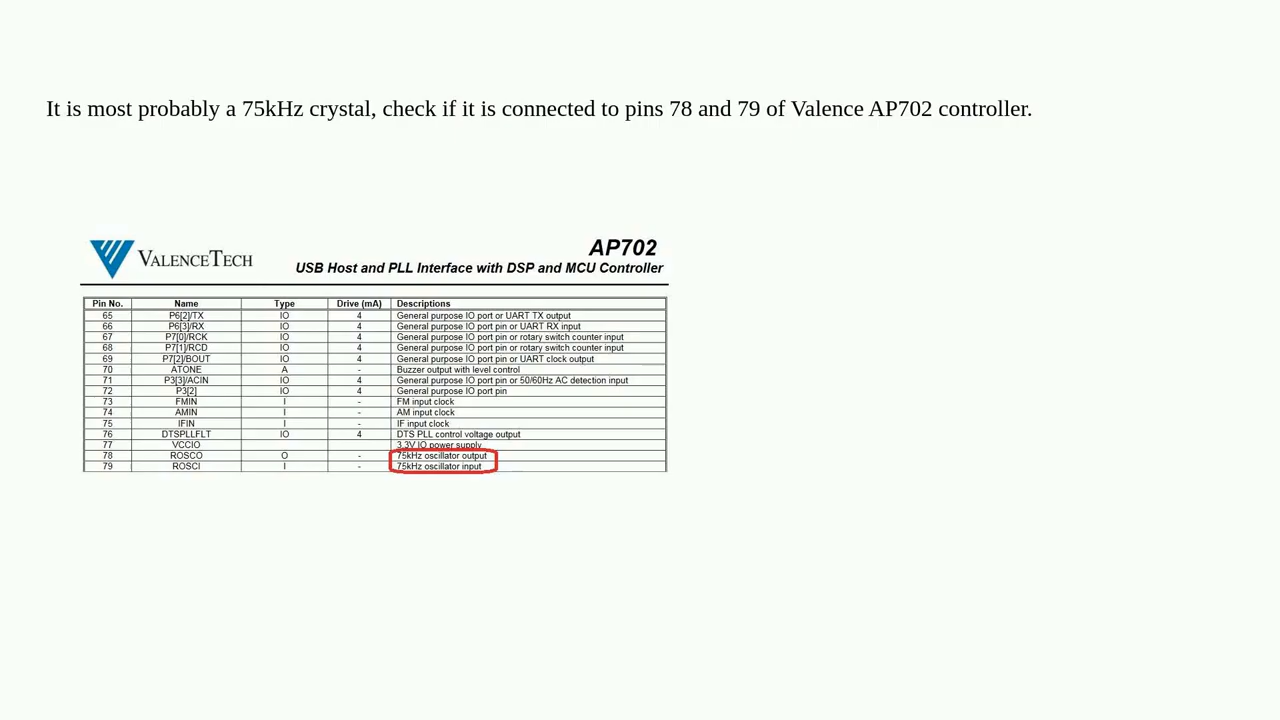 It is most probably a 75kHz crystal, check if it is connected to pins 78 and 79 of Valence AP702 controller.
VALENCETECH
AP702
USB Host and PLL Interface with DSP and MCU Controller
Pin No. Name Type Drive (mA) Descriptions
65 P6[2]/TX IO 4 General purpose IO port or UART TX output
66 P6[3]/RX IO 4 General purpose IO port pin or UART RX input
67 P7[0]/RCK IO 4 General purpose IO port pin or rotary switch counter input
68 P7[1]/RCD IO 4 General purpose IO port pin or rotary switch counter input
69 P7[2]/BOUT IO 4 General purpose IO port pin or UART clock output
70 ATONE A - Buzzer output with level control
71 P3[3]/ACIN IO 4 General purpose IO port pin or 50/60Hz AC detection input
72 P3[2] IO 4 General purpose IO port pin
73 FMIN I - FM input clock
74 AMIN I - AM input clock
75 IFIN I - IF input clock
76 DTSPLLFLT IO 4 DTS PLL control voltage output
77 VCCIO 3.3V IO power supply
78 ROSCO O - 75kHz oscillator output
79 ROSCI I - 75kHz oscillator input